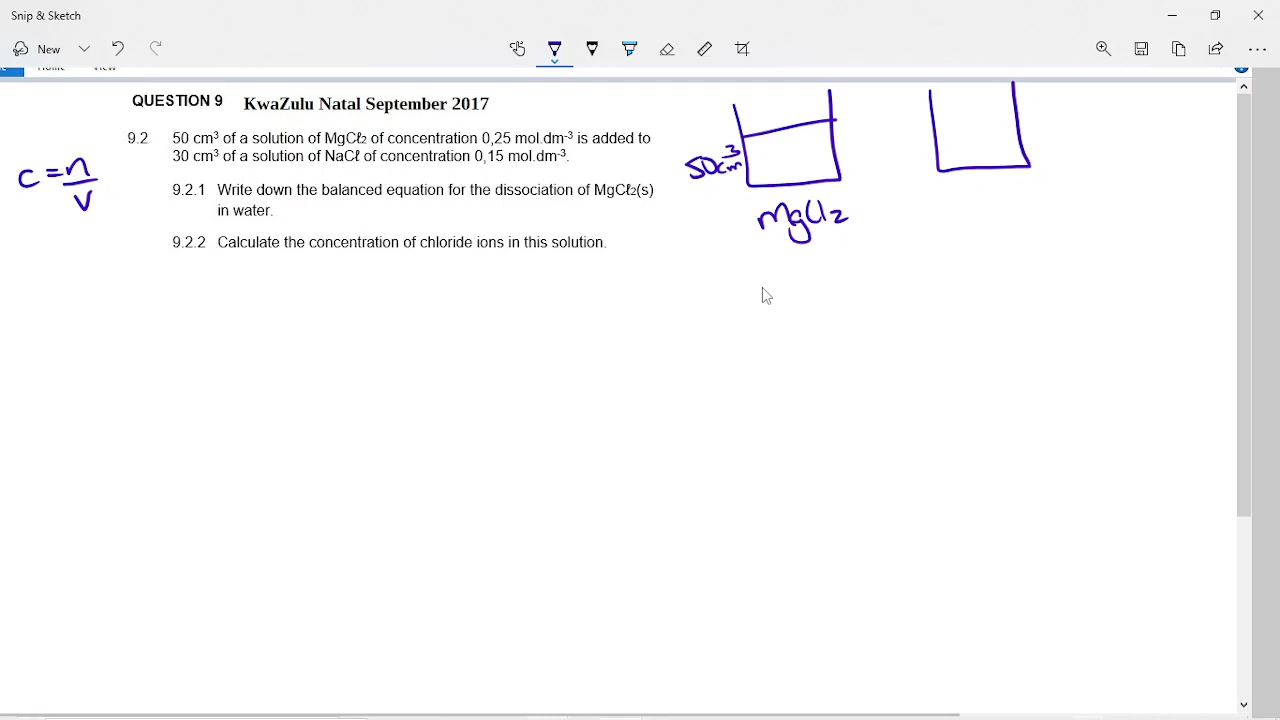 Snip & Sketch
New
Home View
QUESTION 9 KwaZulu Natal September 2017
9.2 50 cm³ of a solution of MgCℓ₂ of concentration 0,25 mol.dm⁻³ is added to
30 cm³ of a solution of NaCℓ of concentration 0,15 mol.dm⁻³.
9.2.1 Write down the balanced equation for the dissociation of MgCℓ₂(s)
in water.
9.2.2 Calculate the concentration of chloride ions in this solution.
c = n/v
50cm³
MgCl₂